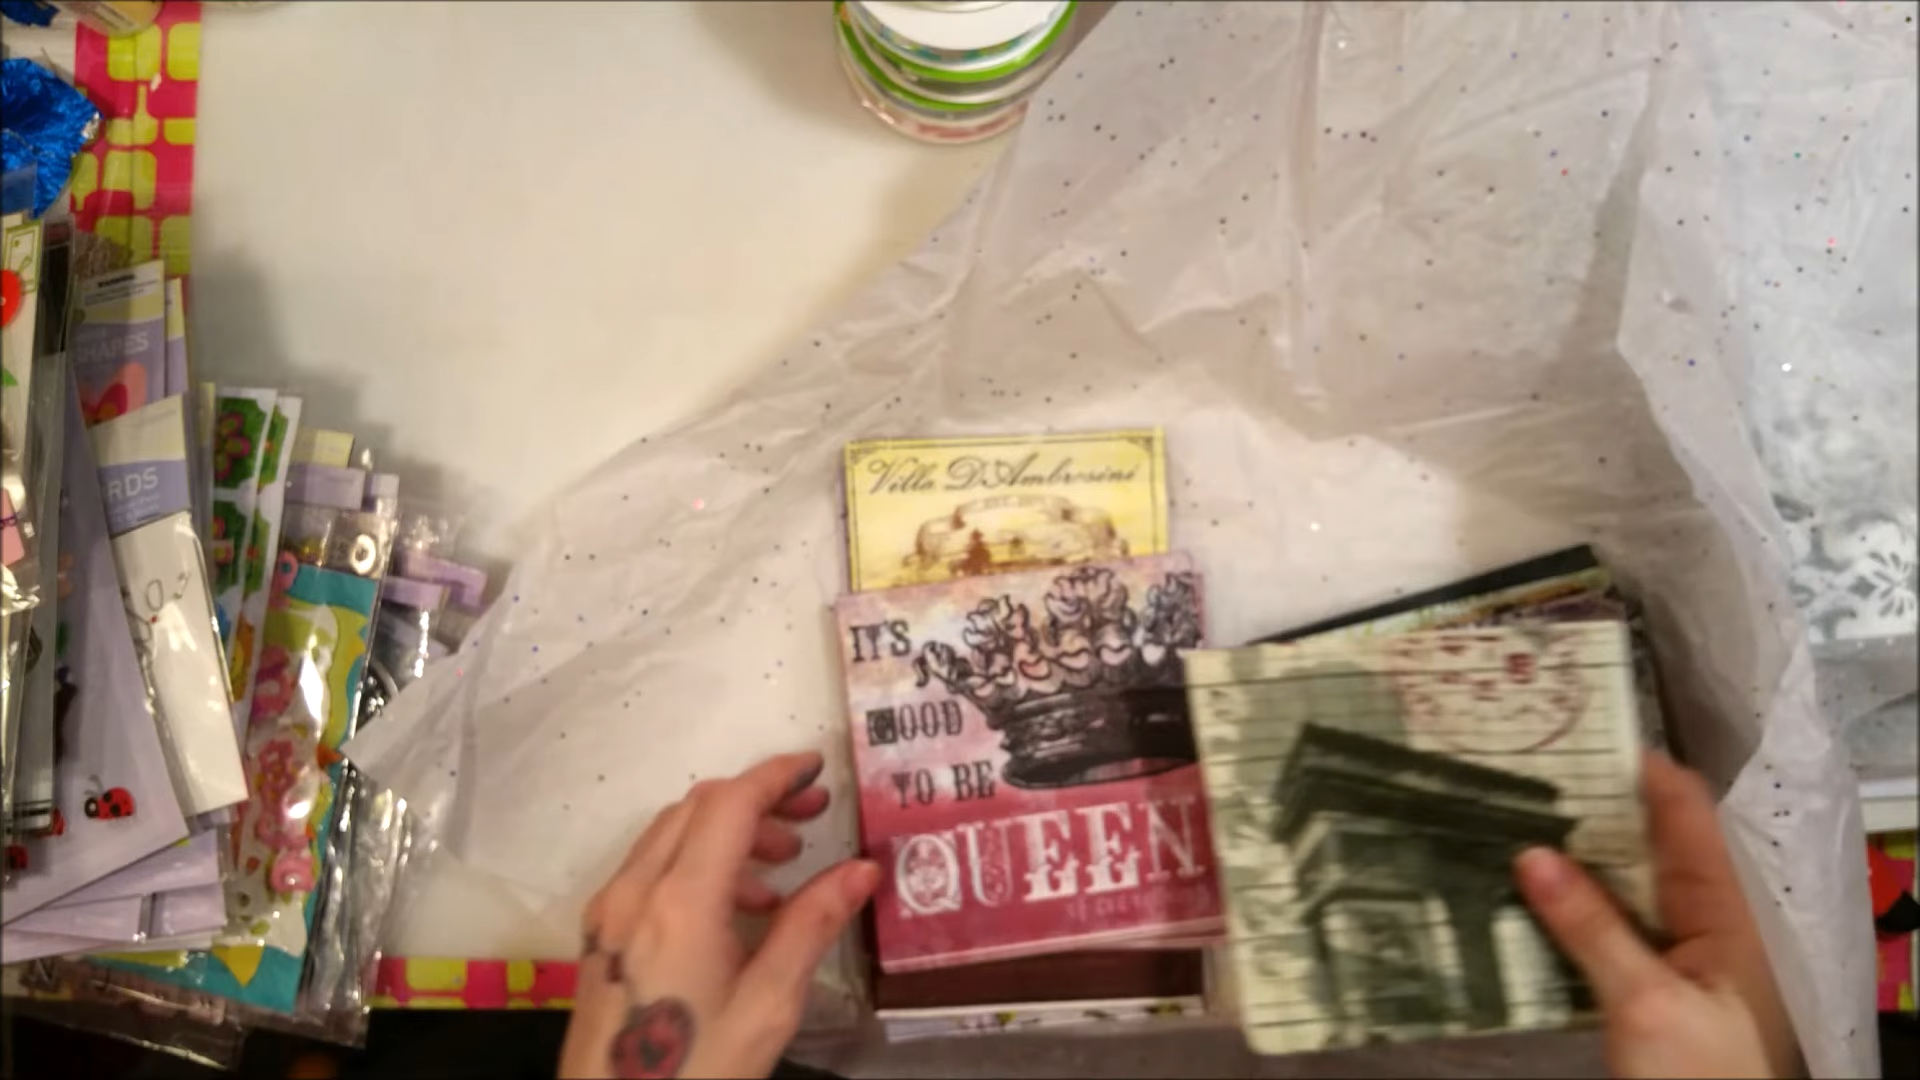 SHAPES
RDS
Villa D'Ambrosini
IT'S
GOOD
TO BE
QUEEN